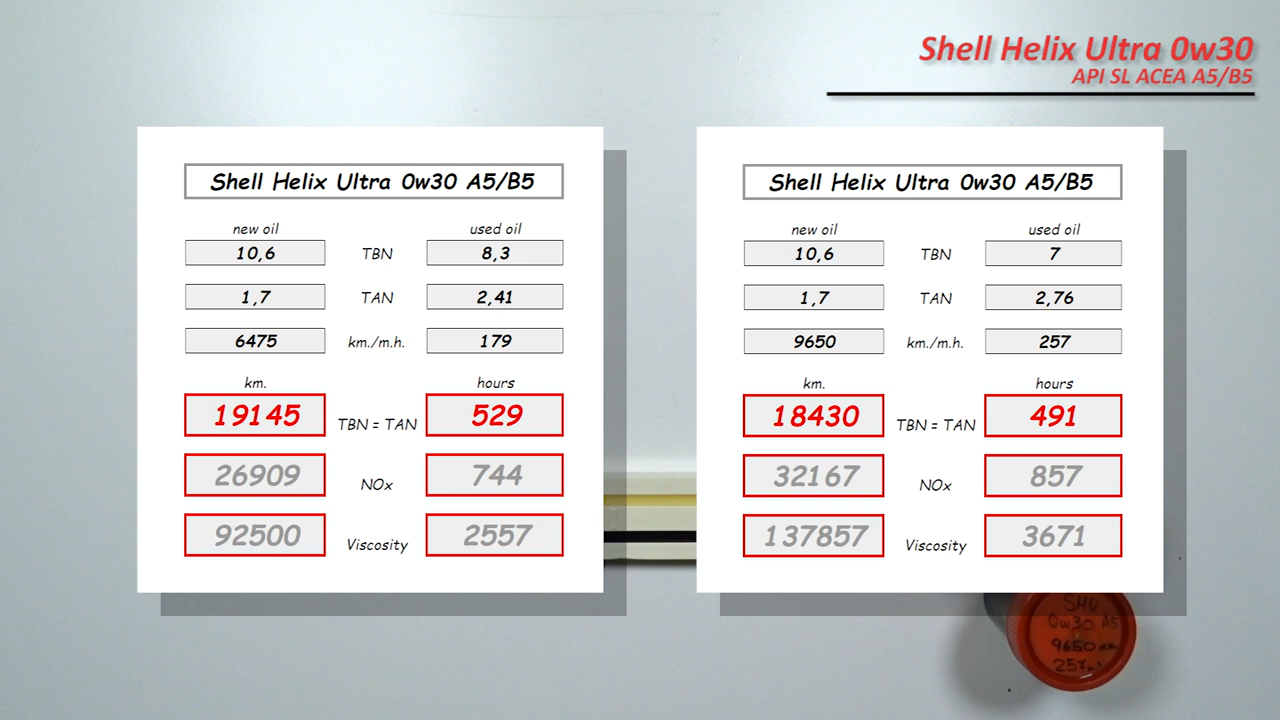 Shell Helix Ultra 0w30
API SL ACEA A5/B5
Shell Helix Ultra 0w30 A5/B5
new oil used oil
10,6 TBN 8,3
1,7 TAN 2,41
6475 km./m.h. 179
km. hours
19145 TBN = TAN 529
26909 NOx 744
92500 Viscosity 2557
Shell Helix Ultra 0w30 A5/B5
new oil used oil
10,6 TBN 7
1,7 TAN 2,76
9650 km./m.h. 257
km. hours
18430 TBN = TAN 491
32167 NOx 857
137857 Viscosity 3671
SHU
0w30 A5
9650
257